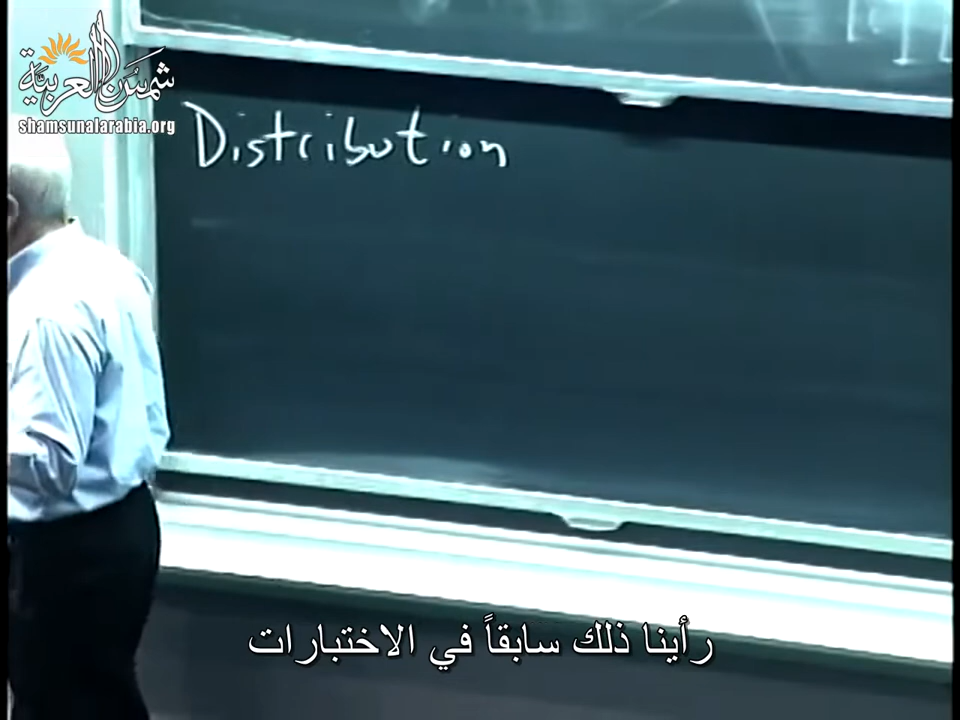 شمس العربية
shamsunalarabia.org
Distribution
رأينا ذلك سابقاً في الاختبارات